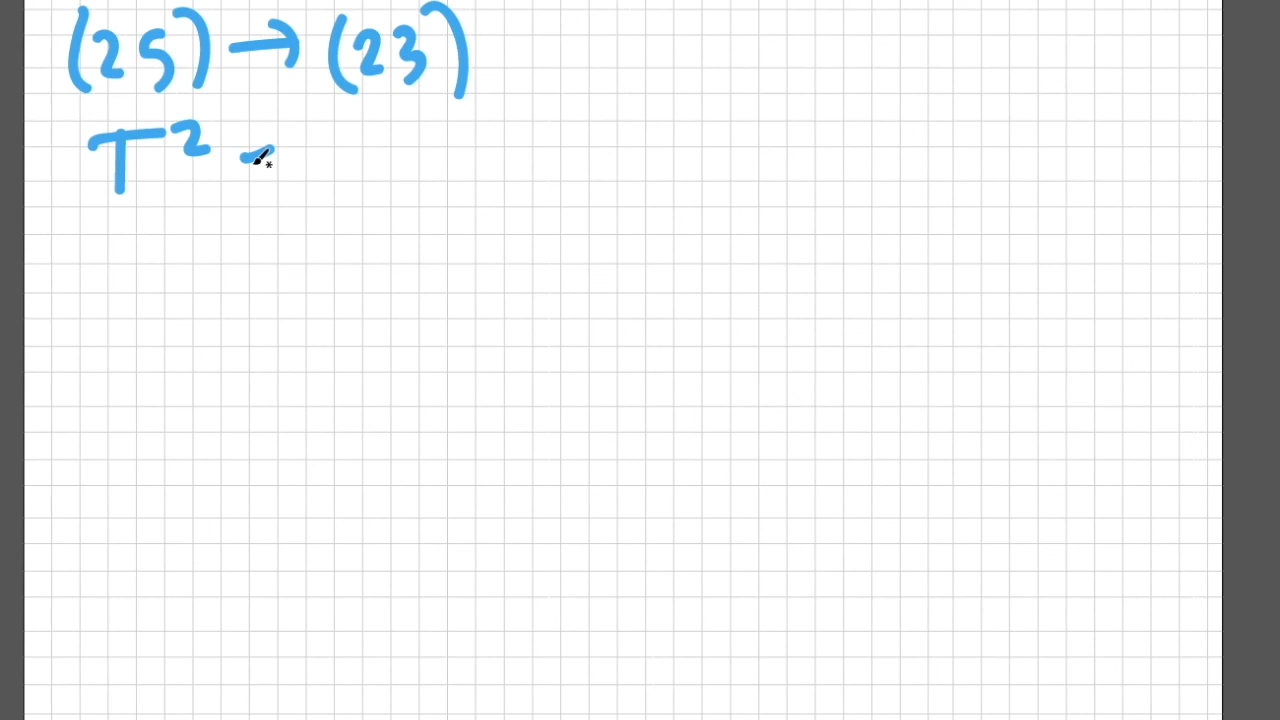 (25) → (23)
T² -